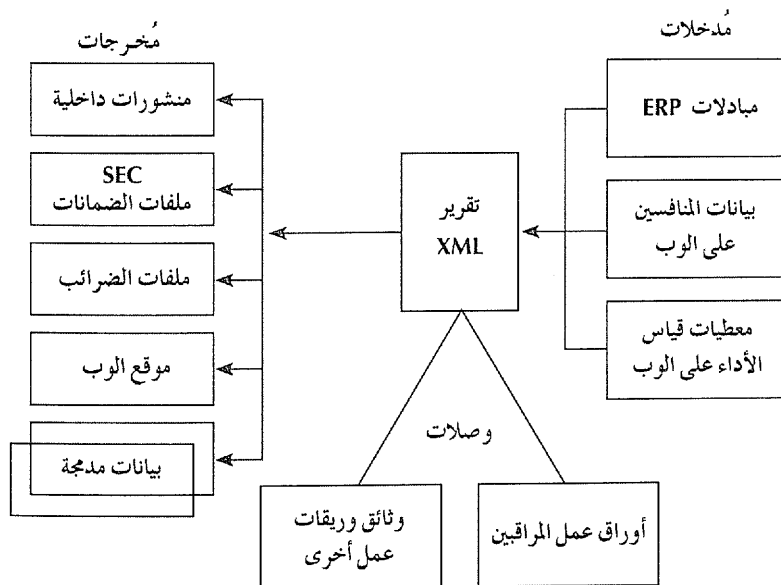 مُدخلات
مبادلات ERP
بيانات المنافسين
على الوب
معطيات قياس
الأداء على الوب
تقرير
XML
وصلات
أوراق عمل المراقبين
وثائق وريقات
عمل أخرى
مُخرجات
منشورات داخلية
SEC
ملفات الضمانات
ملفات الضرائب
موقع الوب
بيانات مدمجة